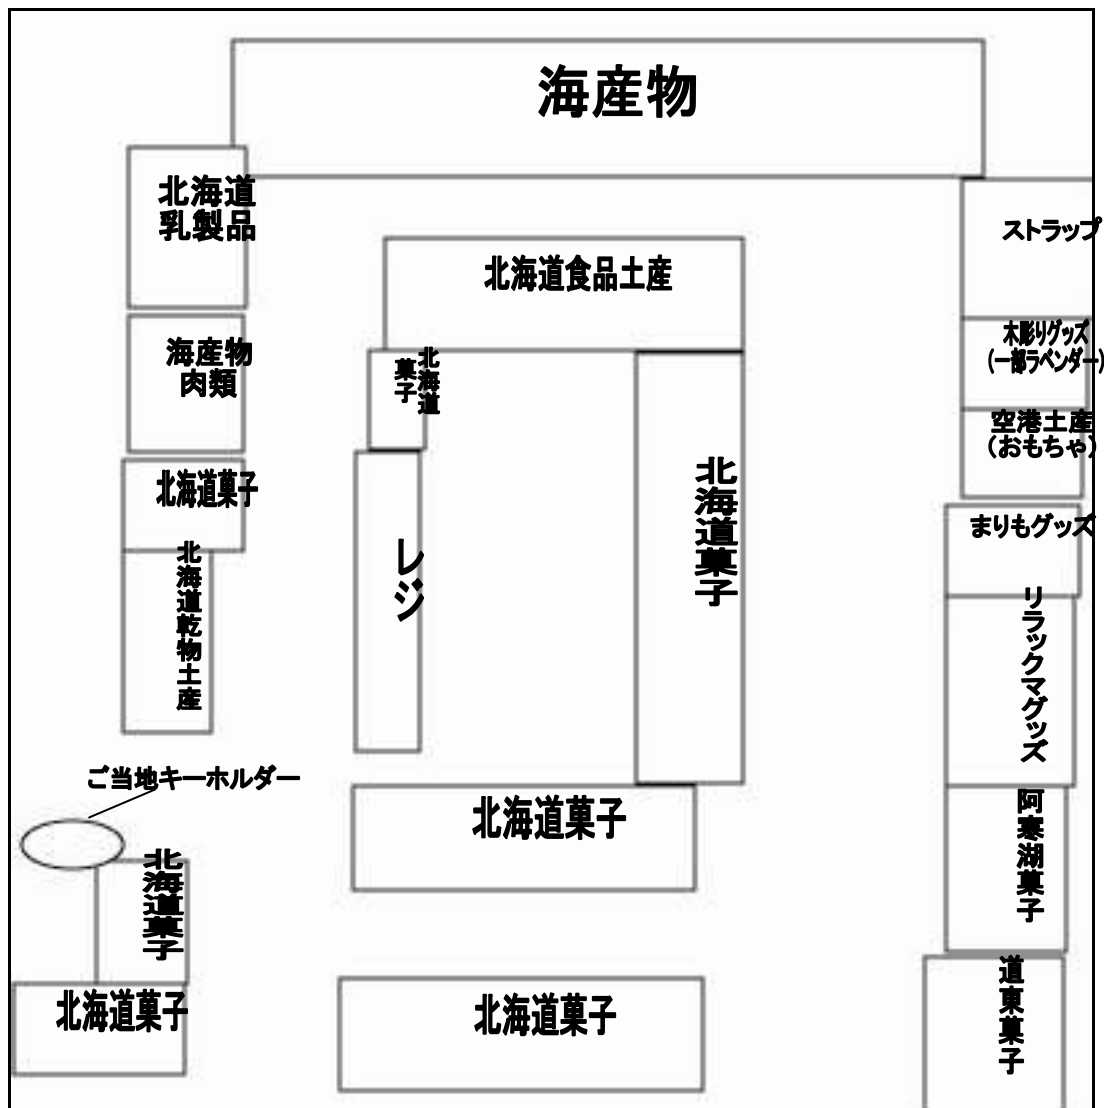 海産物
北海道
乳製品
ストラップ
北海道食品土産
木彫りグッズ
(一部ラベンダー)
海産物
肉類
北海道
菓子
空港土産
(おもちゃ)
北海道菓子
北海道菓子
まりもグッズ
レジ
北海道乾物土産
リラックマグッズ
ご当地キーホルダー
北海道菓子
阿寒湖菓子
北海道菓子
道東菓子
北海道菓子
北海道菓子